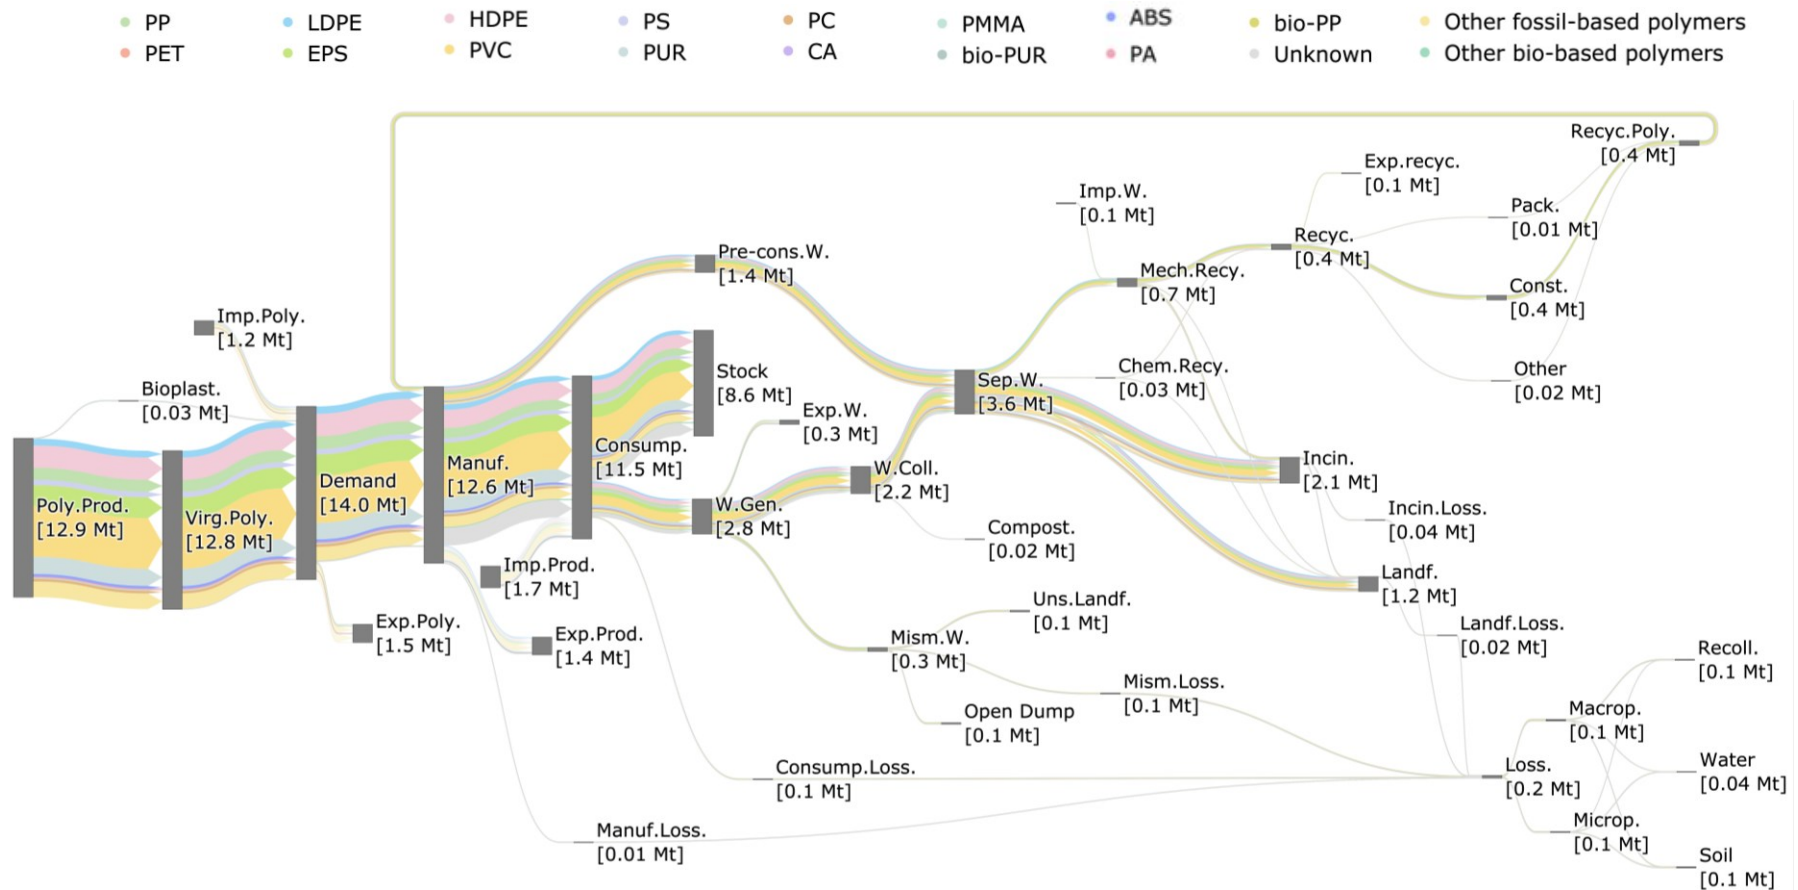 PP
LDPE
HDPE
PS
PC
PMMA
ABS
bio-PP
Other fossil-based polymers
PET
EPS
PVC
PUR
CA
bio-PUR
PA
Unknown
Other bio-based polymers
Recyc.Poly.
[0.4 Mt]
Exp.recyc.
[0.1 Mt]
Imp.W.
[0.1 Mt]
Pack.
[0.01 Mt]
Recyc.
[0.4 Mt]
Pre-cons.W.
[1.4 Mt]
Mech.Recy.
[0.7 Mt]
Const.
[0.4 Mt]
Imp.Poly.
[1.2 Mt]
Stock
[8.6 Mt]
Chem.Recy.
[0.03 Mt]
Other
[0.02 Mt]
Bioplast.
[0.03 Mt]
Sep.W.
[3.6 Mt]
Exp.W.
[0.3 Mt]
Consump.
[11.5 Mt]
Manuf.
[12.6 Mt]
W.Coll.
[2.2 Mt]
Incin.
[2.1 Mt]
Demand
[14.0 Mt]
Poly.Prod.
[12.9 Mt]
Virg.Poly.
[12.8 Mt]
W.Gen.
[2.8 Mt]
Incin.Loss.
[0.04 Mt]
Compost.
[0.02 Mt]
Imp.Prod.
[1.7 Mt]
Landf.
[1.2 Mt]
Uns.Landf.
[0.1 Mt]
Exp.Poly.
[1.5 Mt]
Exp.Prod.
[1.4 Mt]
Mism.W.
[0.3 Mt]
Landf.Loss.
[0.02 Mt]
Recoll.
[0.1 Mt]
Mism.Loss.
[0.1 Mt]
Open Dump
[0.1 Mt]
Macrop.
[0.1 Mt]
Consump.Loss.
[0.1 Mt]
Loss.
[0.2 Mt]
Water
[0.04 Mt]
Manuf.Loss.
[0.01 Mt]
Microp.
[0.1 Mt]
Soil
[0.1 Mt]